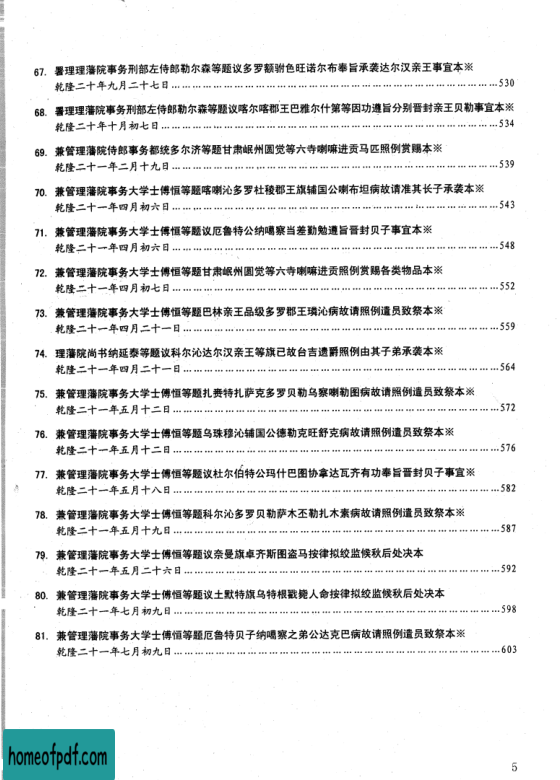 67. 署理理藩院事务刑部左侍郎勒尔森等题议多罗额驸色旺诺尔布奉旨承袭达尔汉亲王事宜本※
乾隆二十年九月二十七日……530
68. 署理理藩院事务刑部左侍郎勒尔森等题议喀尔喀郡王巴雅尔什第等因功遵旨分别晋封亲王贝勒事宜本※
乾隆二十年十月初七日……534
69. 兼管理藩院侍郎事务都统多尔济等题甘肃岷州圆觉等六寺喇嘛进贡马匹照例赏赐本※
乾隆二十一年二月十九日……539
70. 兼管理藩院事务大学士傅恒等题喀喇沁多罗杜棱郡王旗辅国公喇布坦病故请准其长子承袭本※
乾隆二十一年四月初六日……543
71. 兼管理藩院事务大学士傅恒等题议厄鲁特公纳噶察当差勤勉遵旨晋封贝子事宜本※
乾隆二十一年四月初六日……548
72. 兼管理藩院事务大学士傅恒等题甘肃岷州圆觉等六寺喇嘛进贡照例赏赐各类物品本※
乾隆二十一年四月初七日……552
73. 兼管理藩院事务大学士傅恒等题巴林亲王品级多罗郡王璘沁病故请照例遣员致祭本※
乾隆二十一年四月二十一日……559
74. 理藩院尚书纳延泰等题议科尔沁达尔汉亲王等旗已故台吉遗爵照例由其子弟承袭本※
乾隆二十一年四月二十一日……564
75. 兼管理藩院事务大学士傅恒等题扎赉特扎萨克多罗贝勒乌察喇勒图病故请照例遣员致祭本※
乾隆二十一年五月十二日……572
76. 兼管理藩院事务大学士傅恒等题乌珠穆沁辅国公德勒克旺舒克病故请照例遣员致祭本※
乾隆二十一年五月十二日……576
77. 兼管理藩院事务大学士傅恒等题议杜尔伯特公玛什巴图协拿达瓦齐有功奉旨晋封贝子事宜※
乾隆二十一年五月十八日……582
78. 兼管理藩院事务大学士傅恒等题科尔沁多罗贝勒萨木丕勒扎木素病故请照例遣员致祭本※
乾隆二十一年五月十九日……587
79. 兼管理藩院事务大学士傅恒等题议奈曼旗卓齐斯图盗马按律拟绞监候秋后处决本
乾隆二十一年五月二十六日……592
80. 兼管理藩院事务大学士傅恒等题议土默特旗乌特根戳毙人命按律拟绞监候秋后处决本
乾隆二十一年七月初九日……598
81. 兼管理藩院事务大学士傅恒等题厄鲁特贝子纳噶察之弟公达克巴病故请照例遣员致祭本※
乾隆二十一年七月初九日……603
homeofpdf.com
5